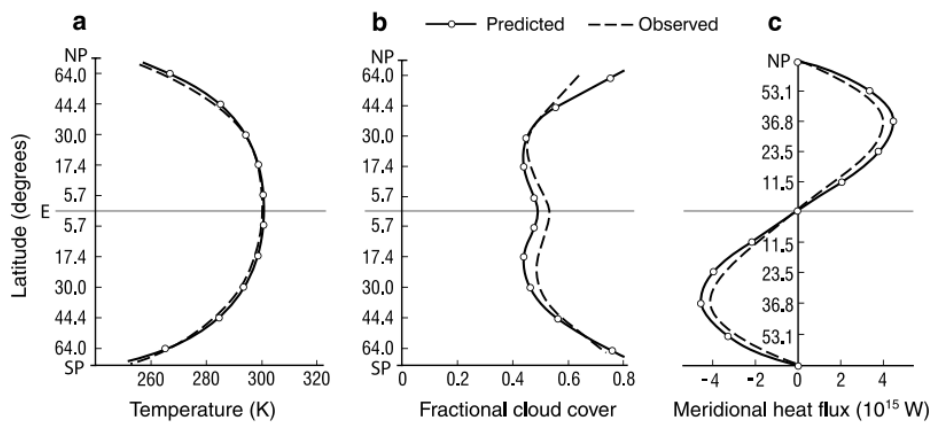 a b Predicted Observed c
NP
64.0
44.4
30.0
17.4
5.7
E
5.7
17.4
30.0
44.4
64.0
SP
Latitude (degrees)
260 280 300 320
Temperature (K)
NP
64.0
44.4
30.0
17.4
5.7
5.7
17.4
30.0
44.4
64.0
SP
0 0.2 0.4 0.6 0.8
Fractional cloud cover
NP
53.1
36.8
23.5
11.5
11.5
23.5
36.8
53.1
-4 -2 0 2 4
Meridional heat flux (10¹⁵ W)